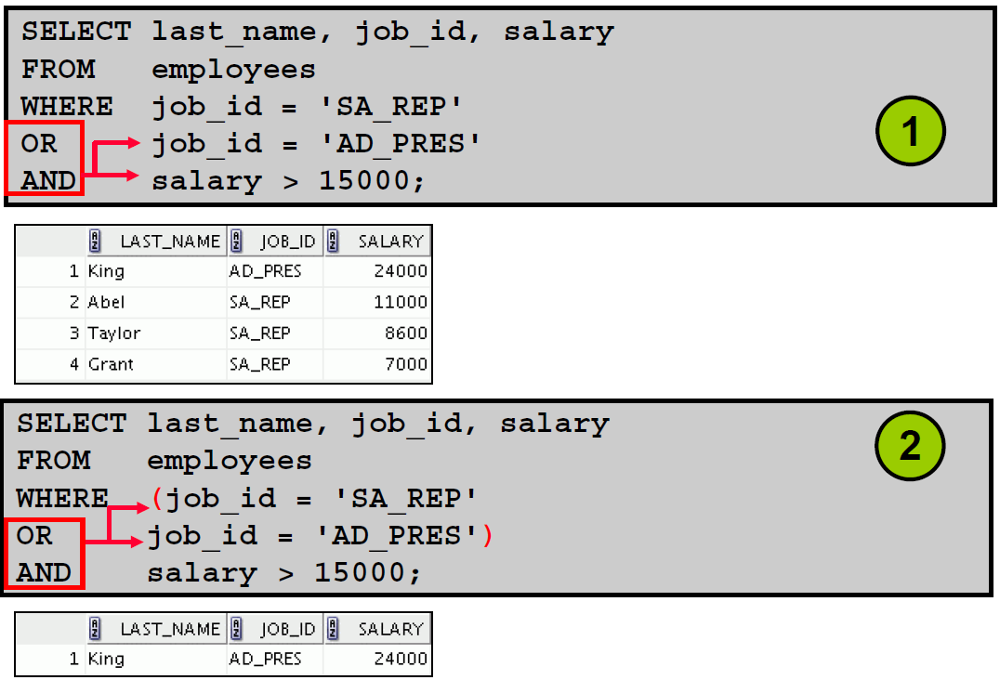 SELECT last_name, job_id, salary
FROM employees
WHERE job_id = 'SA_REP'
OR job_id = 'AD_PRES'
AND salary > 15000;
1
LAST_NAME JOB_ID SALARY
1 King AD_PRES 24000
2 Abel SA_REP 11000
3 Taylor SA_REP 8600
4 Grant SA_REP 7000
SELECT last_name, job_id, salary
FROM employees
WHERE (job_id = 'SA_REP'
OR job_id = 'AD_PRES')
AND salary > 15000;
2
LAST_NAME JOB_ID SALARY
1 King AD_PRES 24000